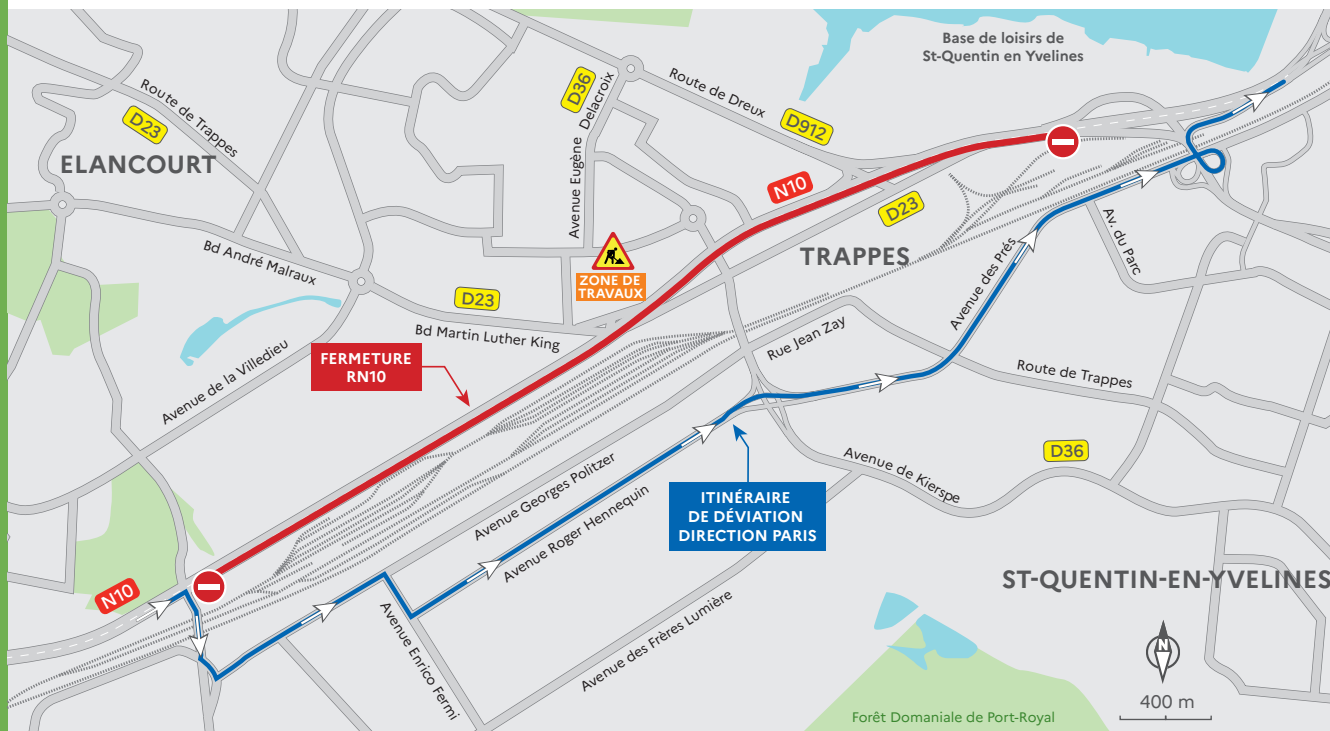 Base de loisirs de
St-Quentin en Yvelines
Route de Trappes
D23
ELANCOURT
D36
Avenue Eugène Delacroix
Route de Dreux
D912
N10
D23
TRAPPES
Av. du Parc
Bd André Malraux
ZONE DE
TRAVAUX
D23
Bd Martin Luther King
Avenue des Prés
Rue Jean Zay
Route de Trappes
FERMETURE
RN10
Avenue de la Villedieu
Avenue de Kierspe
D36
Avenue Georges Politzer
Avenue Roger Hennequin
ITINÉRAIRE
DE DÉVIATION
DIRECTION PARIS
N10
ST-QUENTIN-EN-YVELINES
Avenue Enrico Fermi
Avenue des Frères Lumière
N
400 m
Forêt Domaniale de Port-Royal